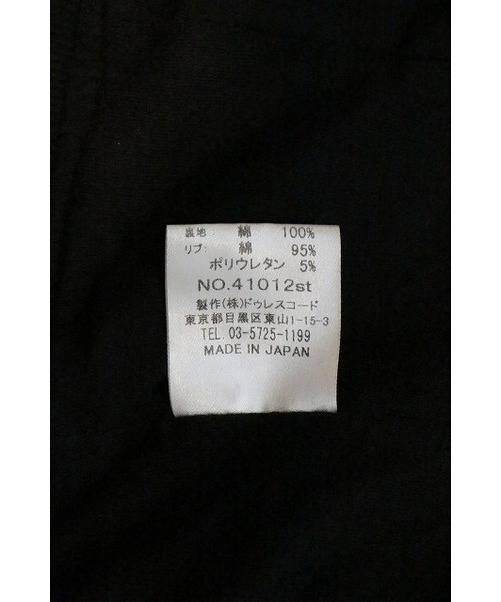 裏地: 綿 100%
リブ: 綿 95%
ポリウレタン 5%
NO.41012st
製作(株)ドゥレスコード
東京都目黒区東山1-15-3
TEL. 03-5725-1199
MADE IN JAPAN